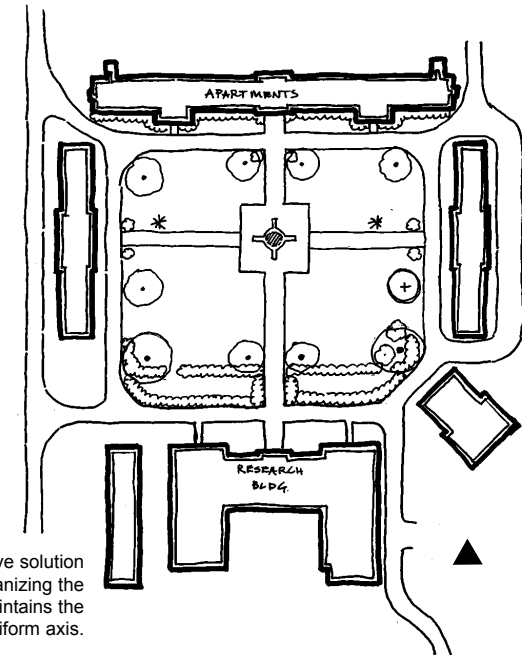 APARTMENTS
RESEARCH
BLDG.
ve solution
anizing the
intains the
iform axis.